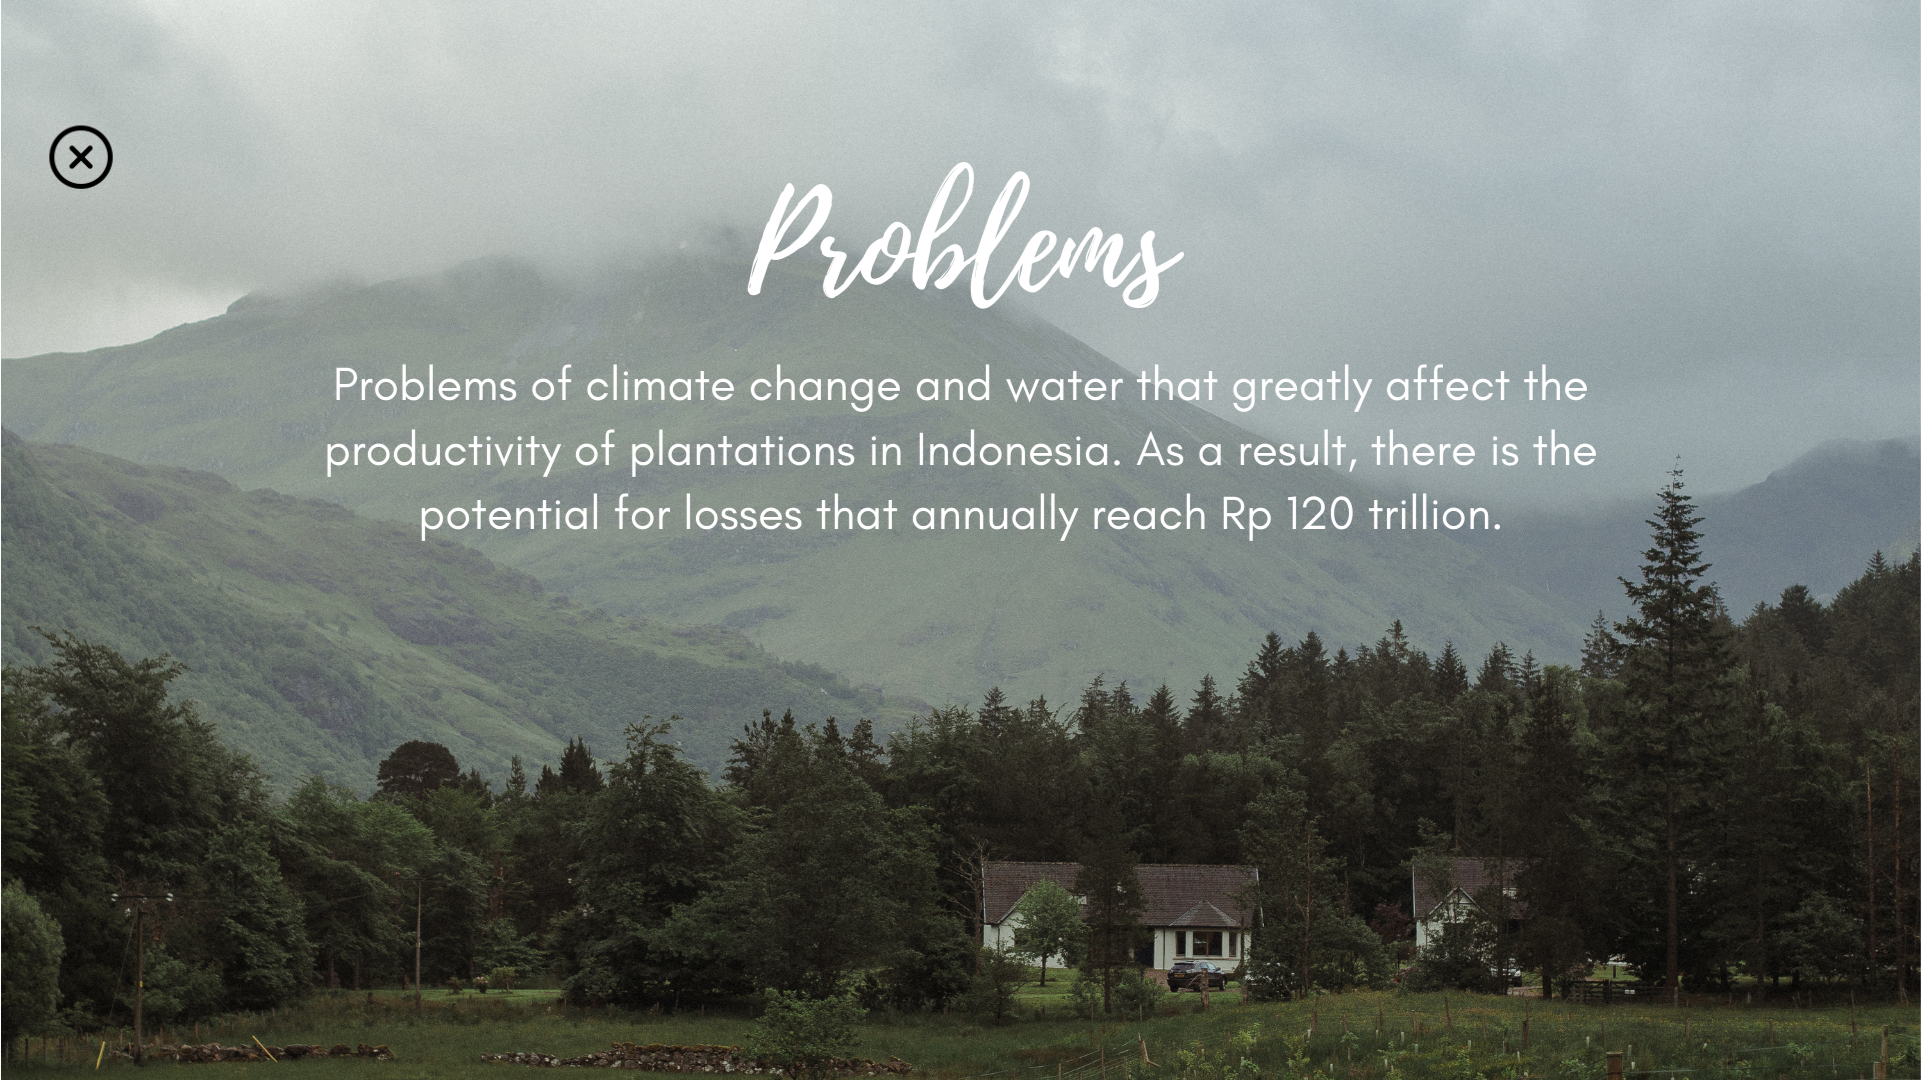 Problems
Problems of climate change and water that greatly affect the
productivity of plantations in Indonesia. As a result, there is the
potential for losses that annually reach Rp 120 trillion.